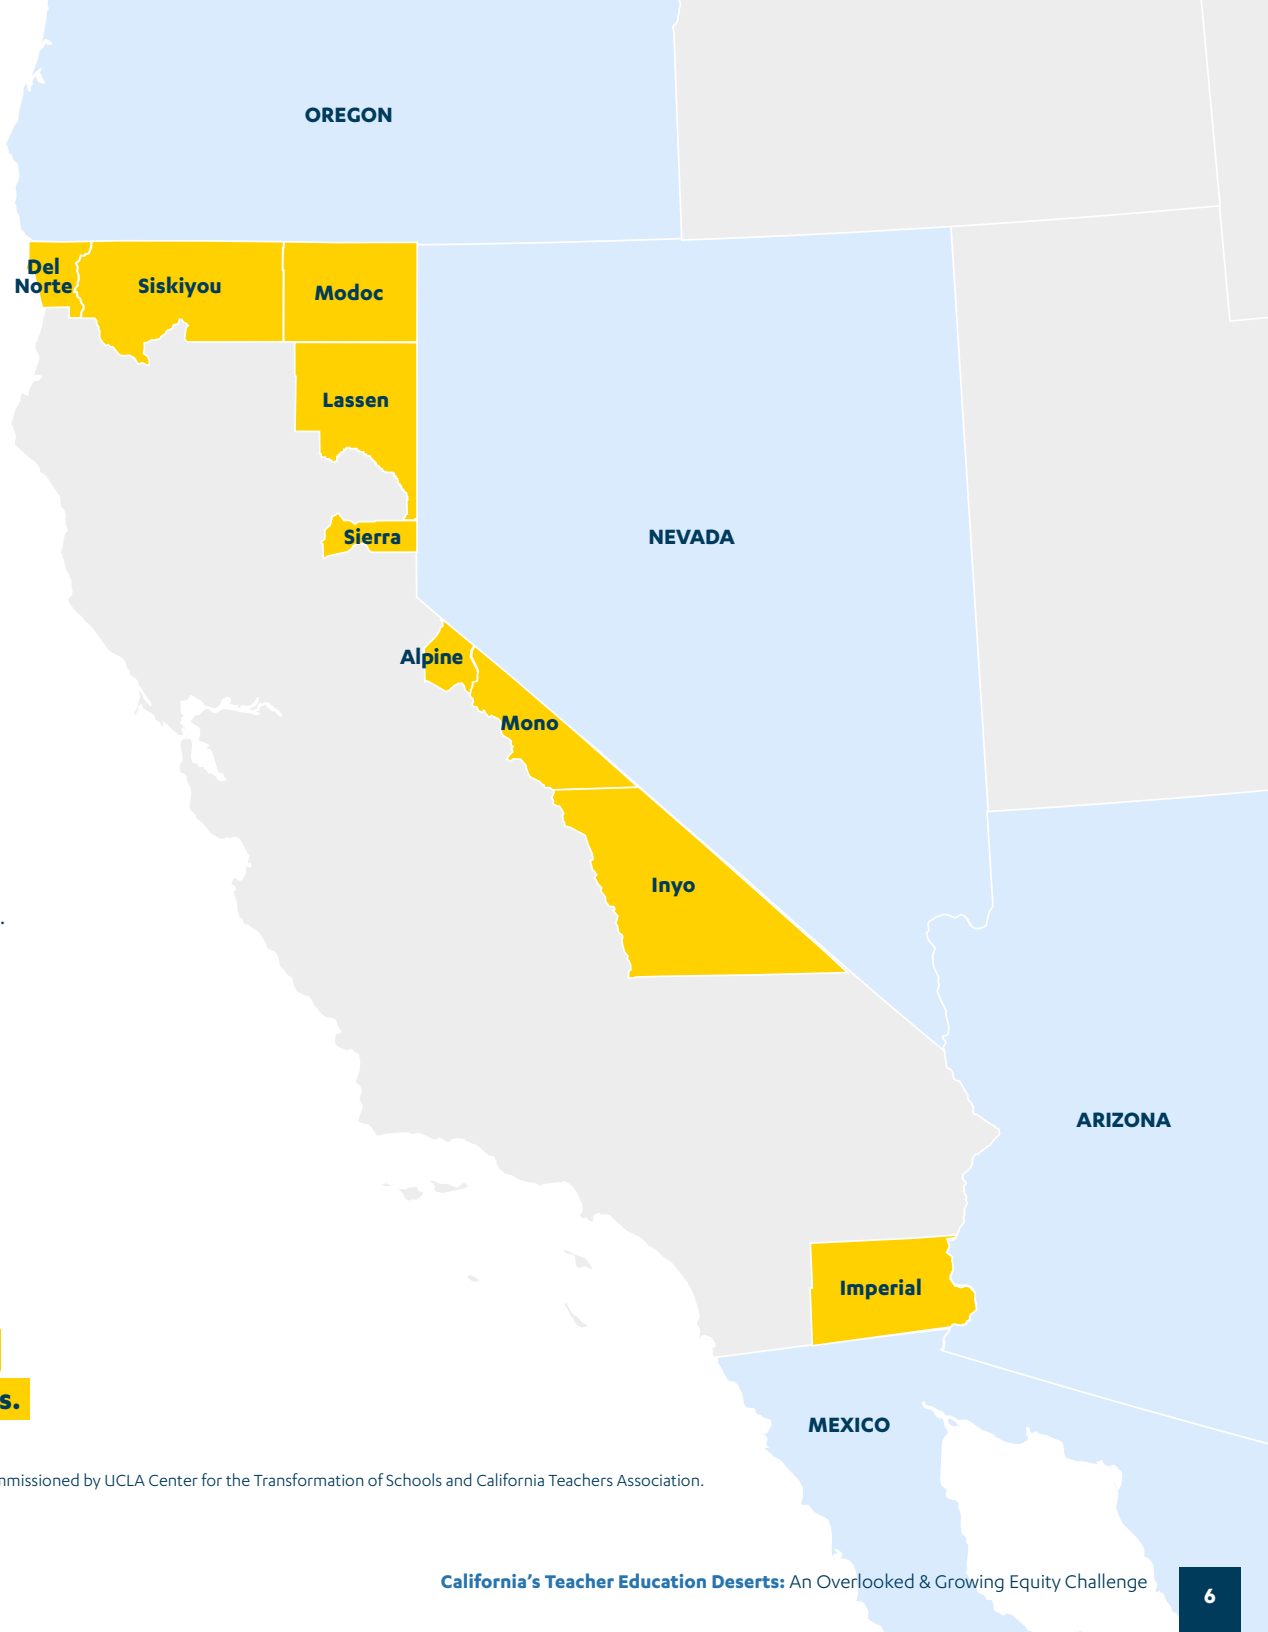 OREGON
Del
Norte
Siskiyou
Modoc
Lassen
Sierra
NEVADA
Alpine
Mono
Inyo
.
ARIZONA
Imperial
s.
MEXICO
mmissioned by UCLA Center for the Transformation of Schools and California Teachers Association.
California’s Teacher Education Deserts: An Overlooked & Growing Equity Challenge
6